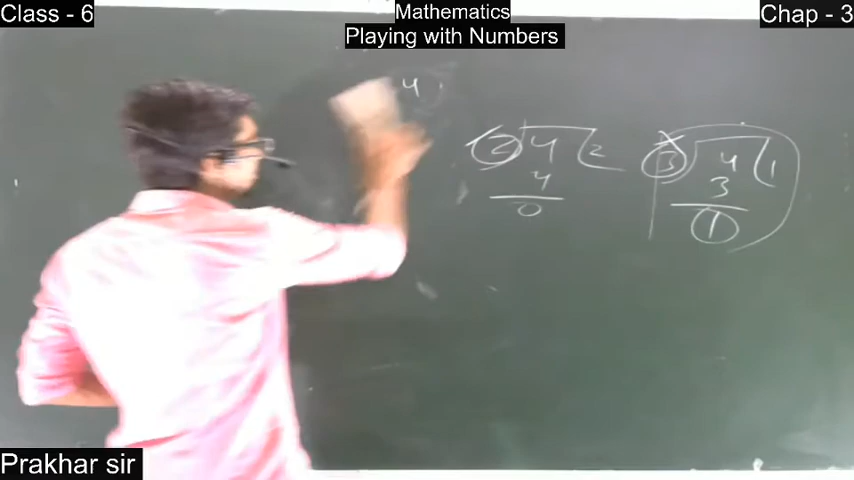 Class - 6
Mathematics
Chap - 3
Playing with Numbers
4
2 4 2
4
0
3 4 1
3
1
Prakhar sir